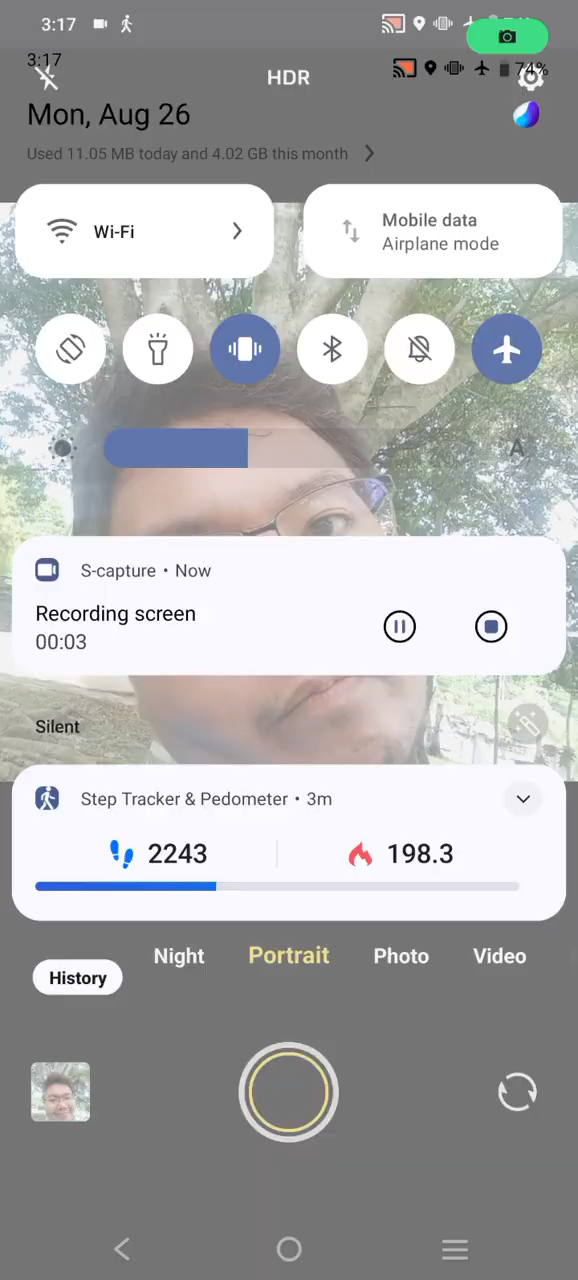 3:17
3:17
74%
HDR
Mon, Aug 26
Used 11.05 MB today and 4.02 GB this month
Wi-Fi
Mobile data
Airplane mode
A
S-capture • Now
Recording screen
00:03
Silent
Step Tracker & Pedometer • 3m
2243
198.3
Night
Portrait
Photo
Video
History